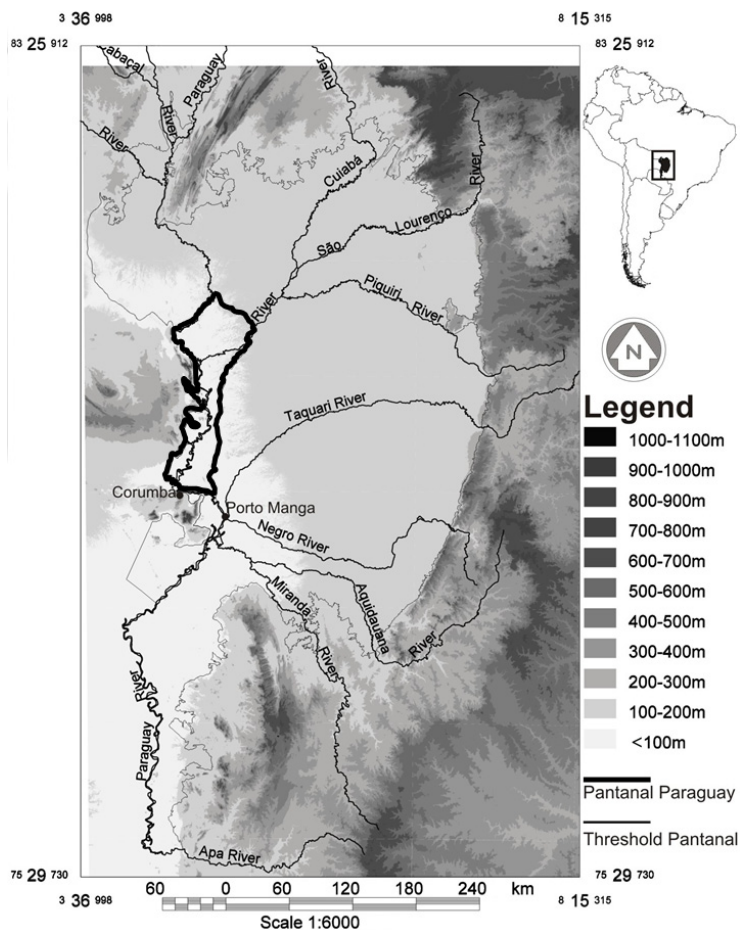 3 36 998
8 15 315
83 25 912
83 25 912
abaçal
River
Paraguay
River
River
Cuiabá
River
Lourenço
São
Piquiri
River
River
Taquari River
Corumbá
Porto Manga
Negro River
Miranda
River
Aquidauana
River
River
Paraguay
Apa River
N
Legend
1000-1100m
900-1000m
800-900m
700-800m
600-700m
500-600m
400-500m
300-400m
200-300m
100-200m
<100m
Pantanal Paraguay
Threshold Pantanal
75 29 730
75 29 730
3 36 998
8 15 315
60 0 60 120 180 240 km
Scale 1:6000